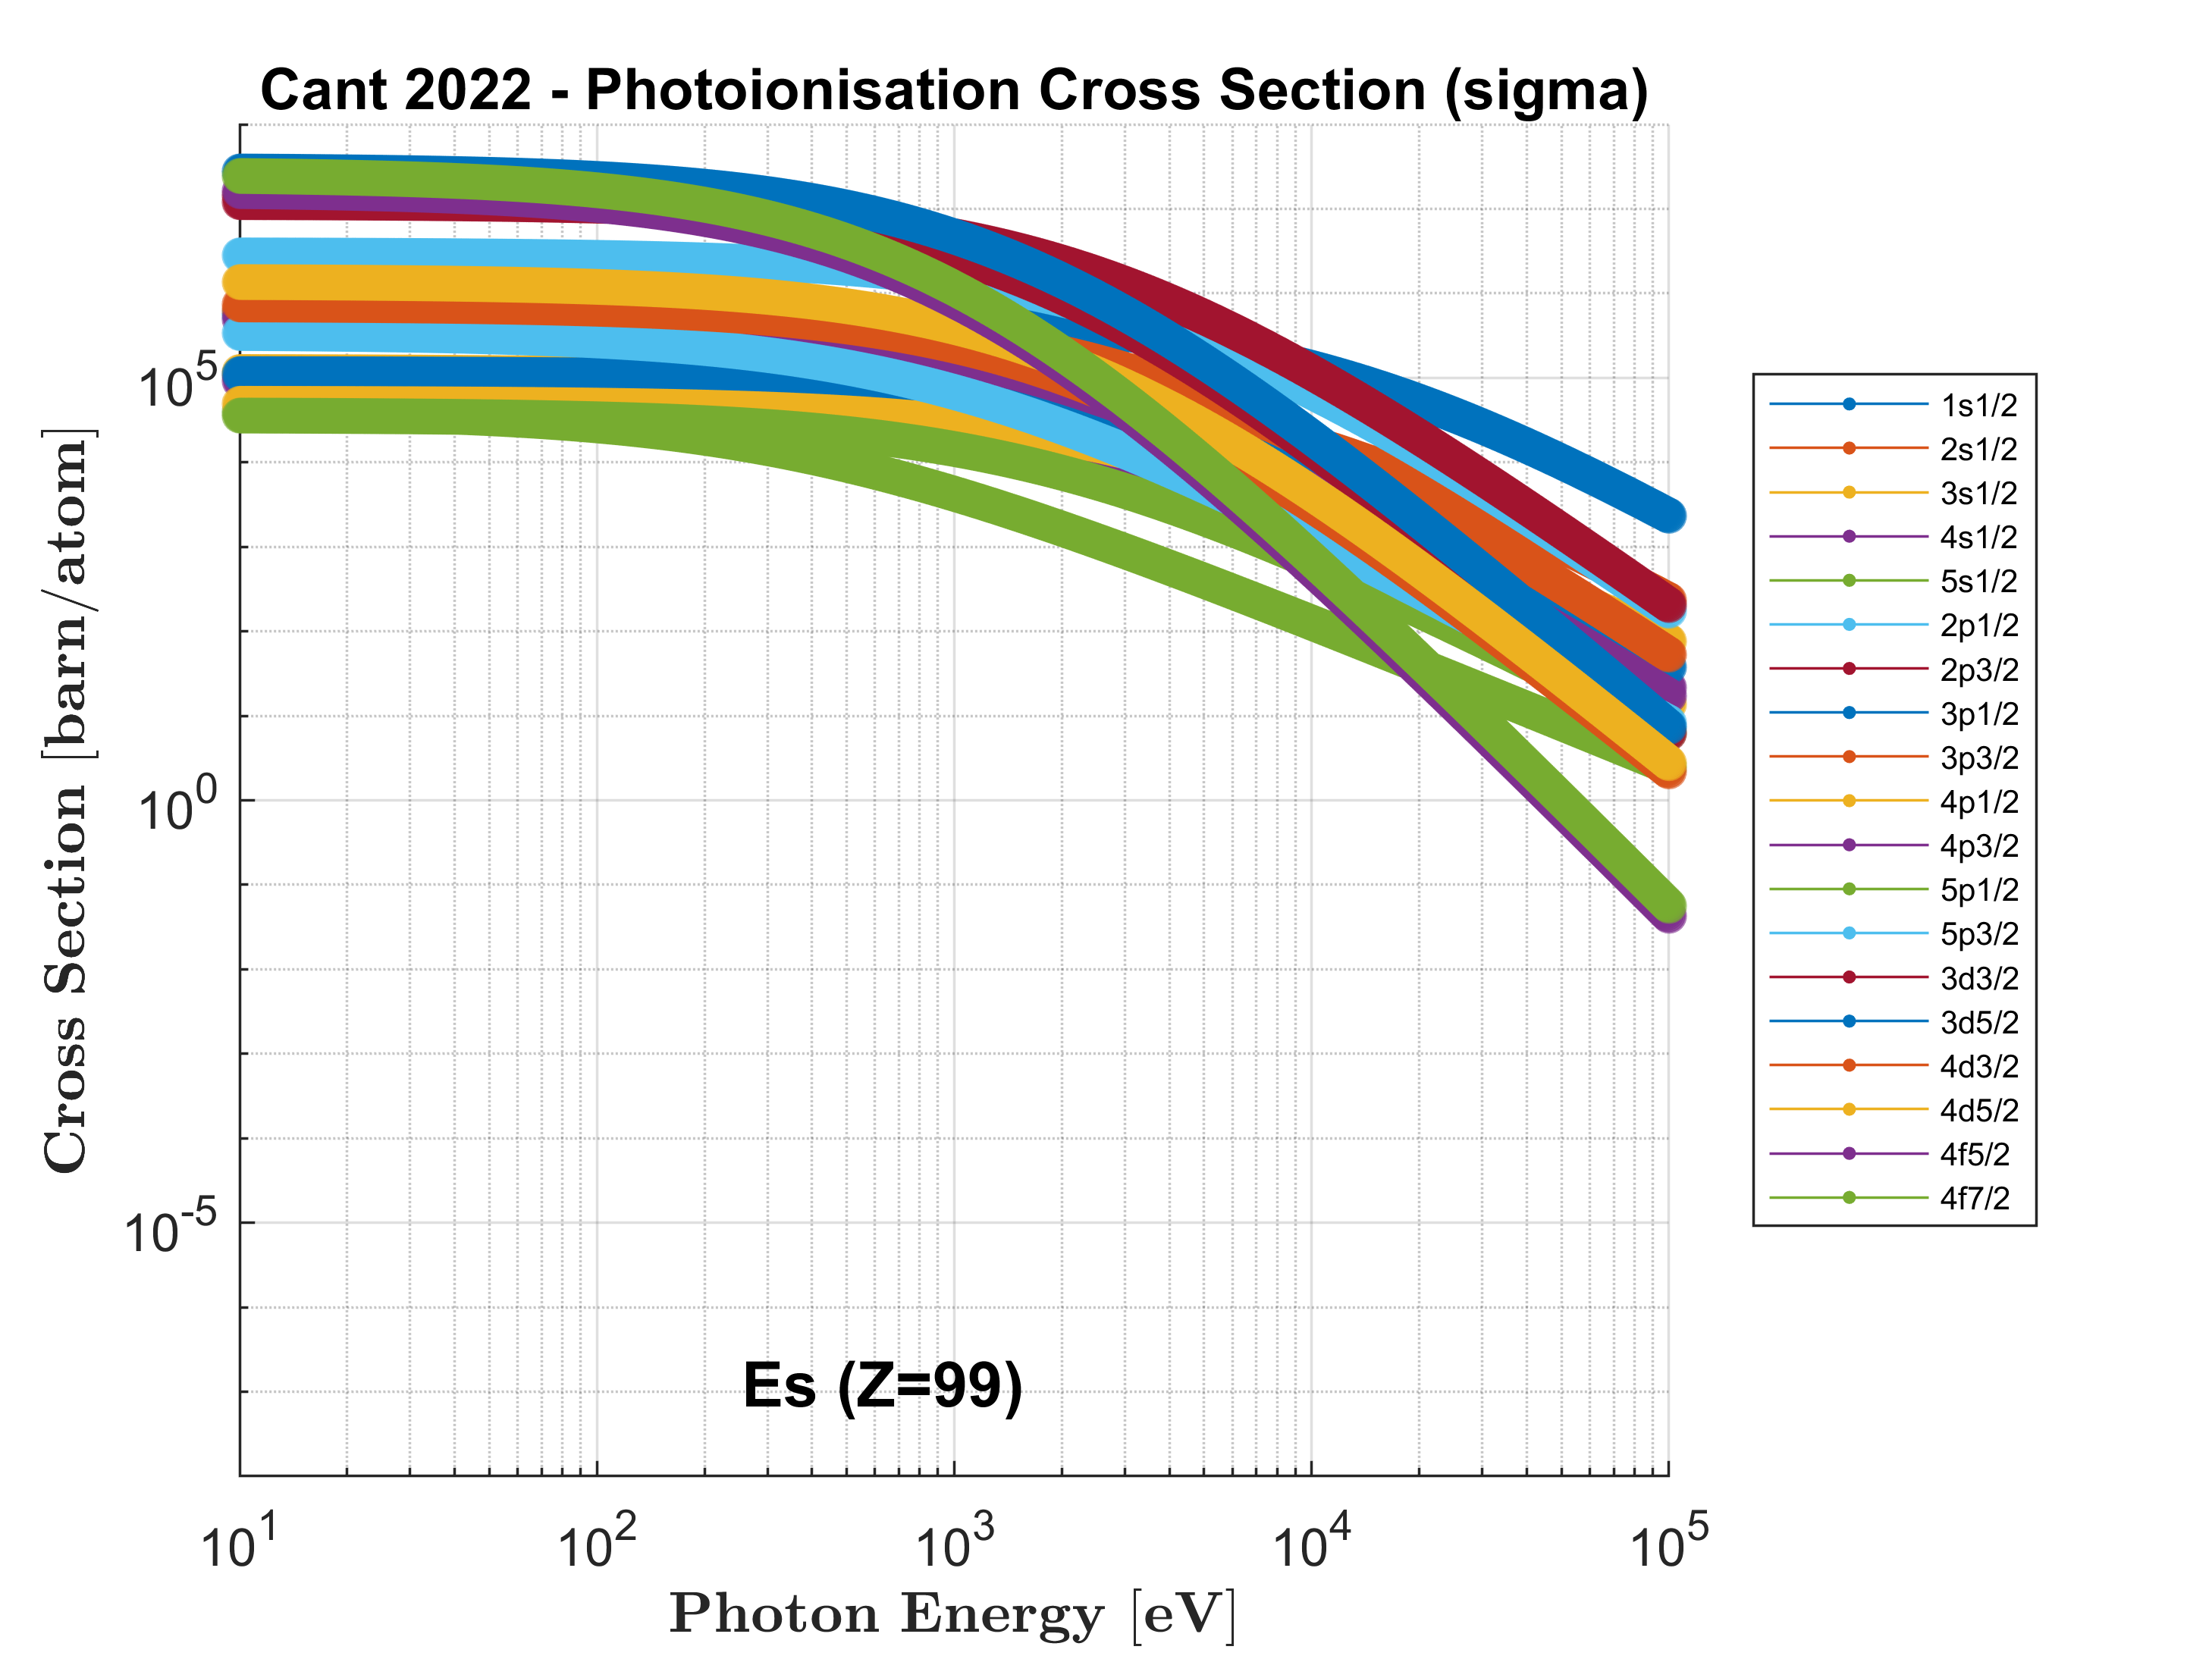 Cant 2022 - Photoionisation Cross Section (sigma)
Cross Section [barn/atom]
10^5
10^0
10^-5
1s1/2
2s1/2
3s1/2
4s1/2
5s1/2
2p1/2
2p3/2
3p1/2
3p3/2
4p1/2
4p3/2
5p1/2
5p3/2
3d3/2
3d5/2
4d3/2
4d5/2
4f5/2
4f7/2
Es (Z=99)
10^1 10^2 10^3 10^4 10^5
Photon Energy [eV]